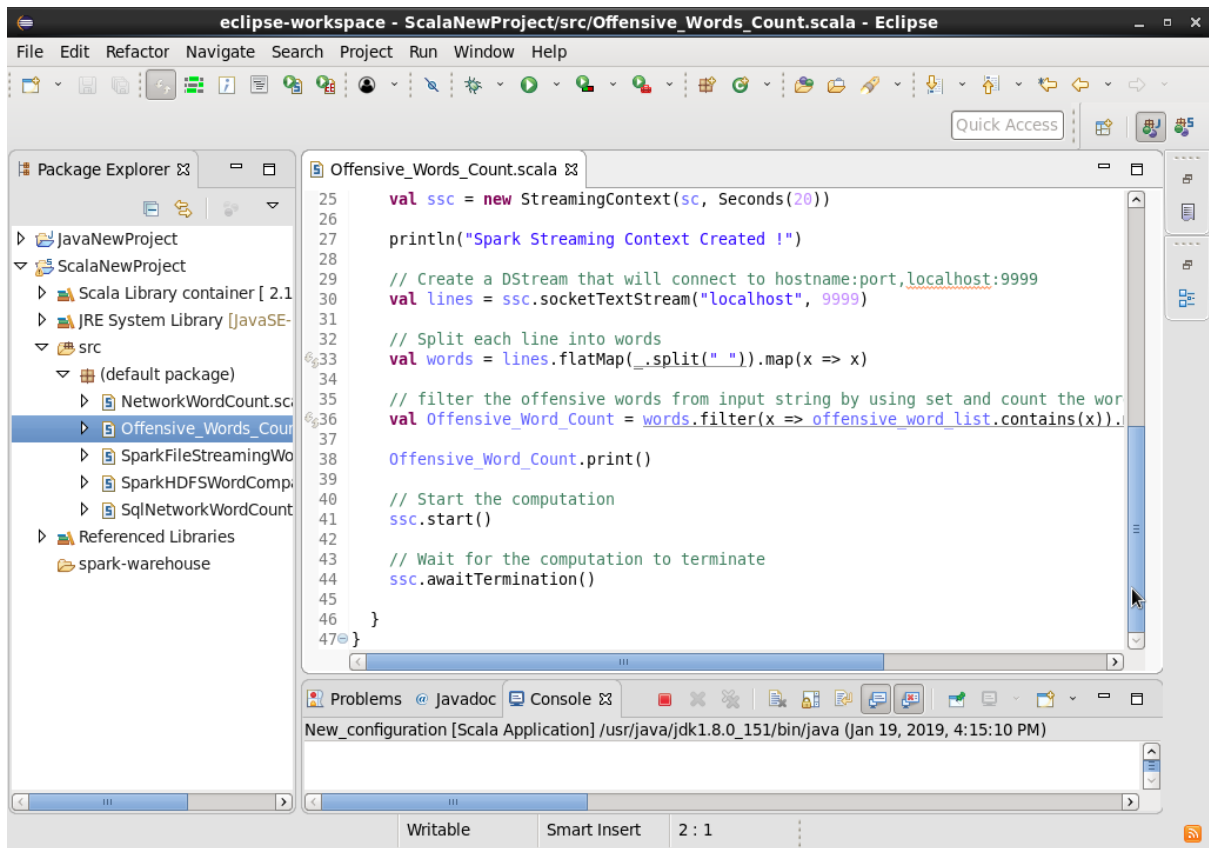 eclipse-workspace - ScalaNewProject/src/Offensive_Words_Count.scala - Eclipse
File Edit Refactor Navigate Search Project Run Window Help
Quick Access
Package Explorer
JavaNewProject
ScalaNewProject
Scala Library container [ 2.1
JRE System Library [JavaSE-
src
(default package)
NetworkWordCount.sca
Offensive_Words_Coun
SparkFileStreamingWo
SparkHDFSWordCompa
SqlNetworkWordCount
Referenced Libraries
spark-warehouse
Offensive_Words_Count.scala
25 val ssc = new StreamingContext(sc, Seconds(20))
26
27 println("Spark Streaming Context Created !")
28
29 // Create a DStream that will connect to hostname:port,localhost:9999
30 val lines = ssc.socketTextStream("localhost", 9999)
31
32 // Split each line into words
33 val words = lines.flatMap(_.split(" ")).map(x => x)
34
35 // filter the offensive words from input string by using set and count the wor
36 val Offensive_Word_Count = words.filter(x => offensive_word_list.contains(x)).
37
38 Offensive_Word_Count.print()
39
40 // Start the computation
41 ssc.start()
42
43 // Wait for the computation to terminate
44 ssc.awaitTermination()
45
46 }
47 }
Problems @ Javadoc Console
New_configuration [Scala Application] /usr/java/jdk1.8.0_151/bin/java (Jan 19, 2019, 4:15:10 PM)
Writable Smart Insert 2 : 1